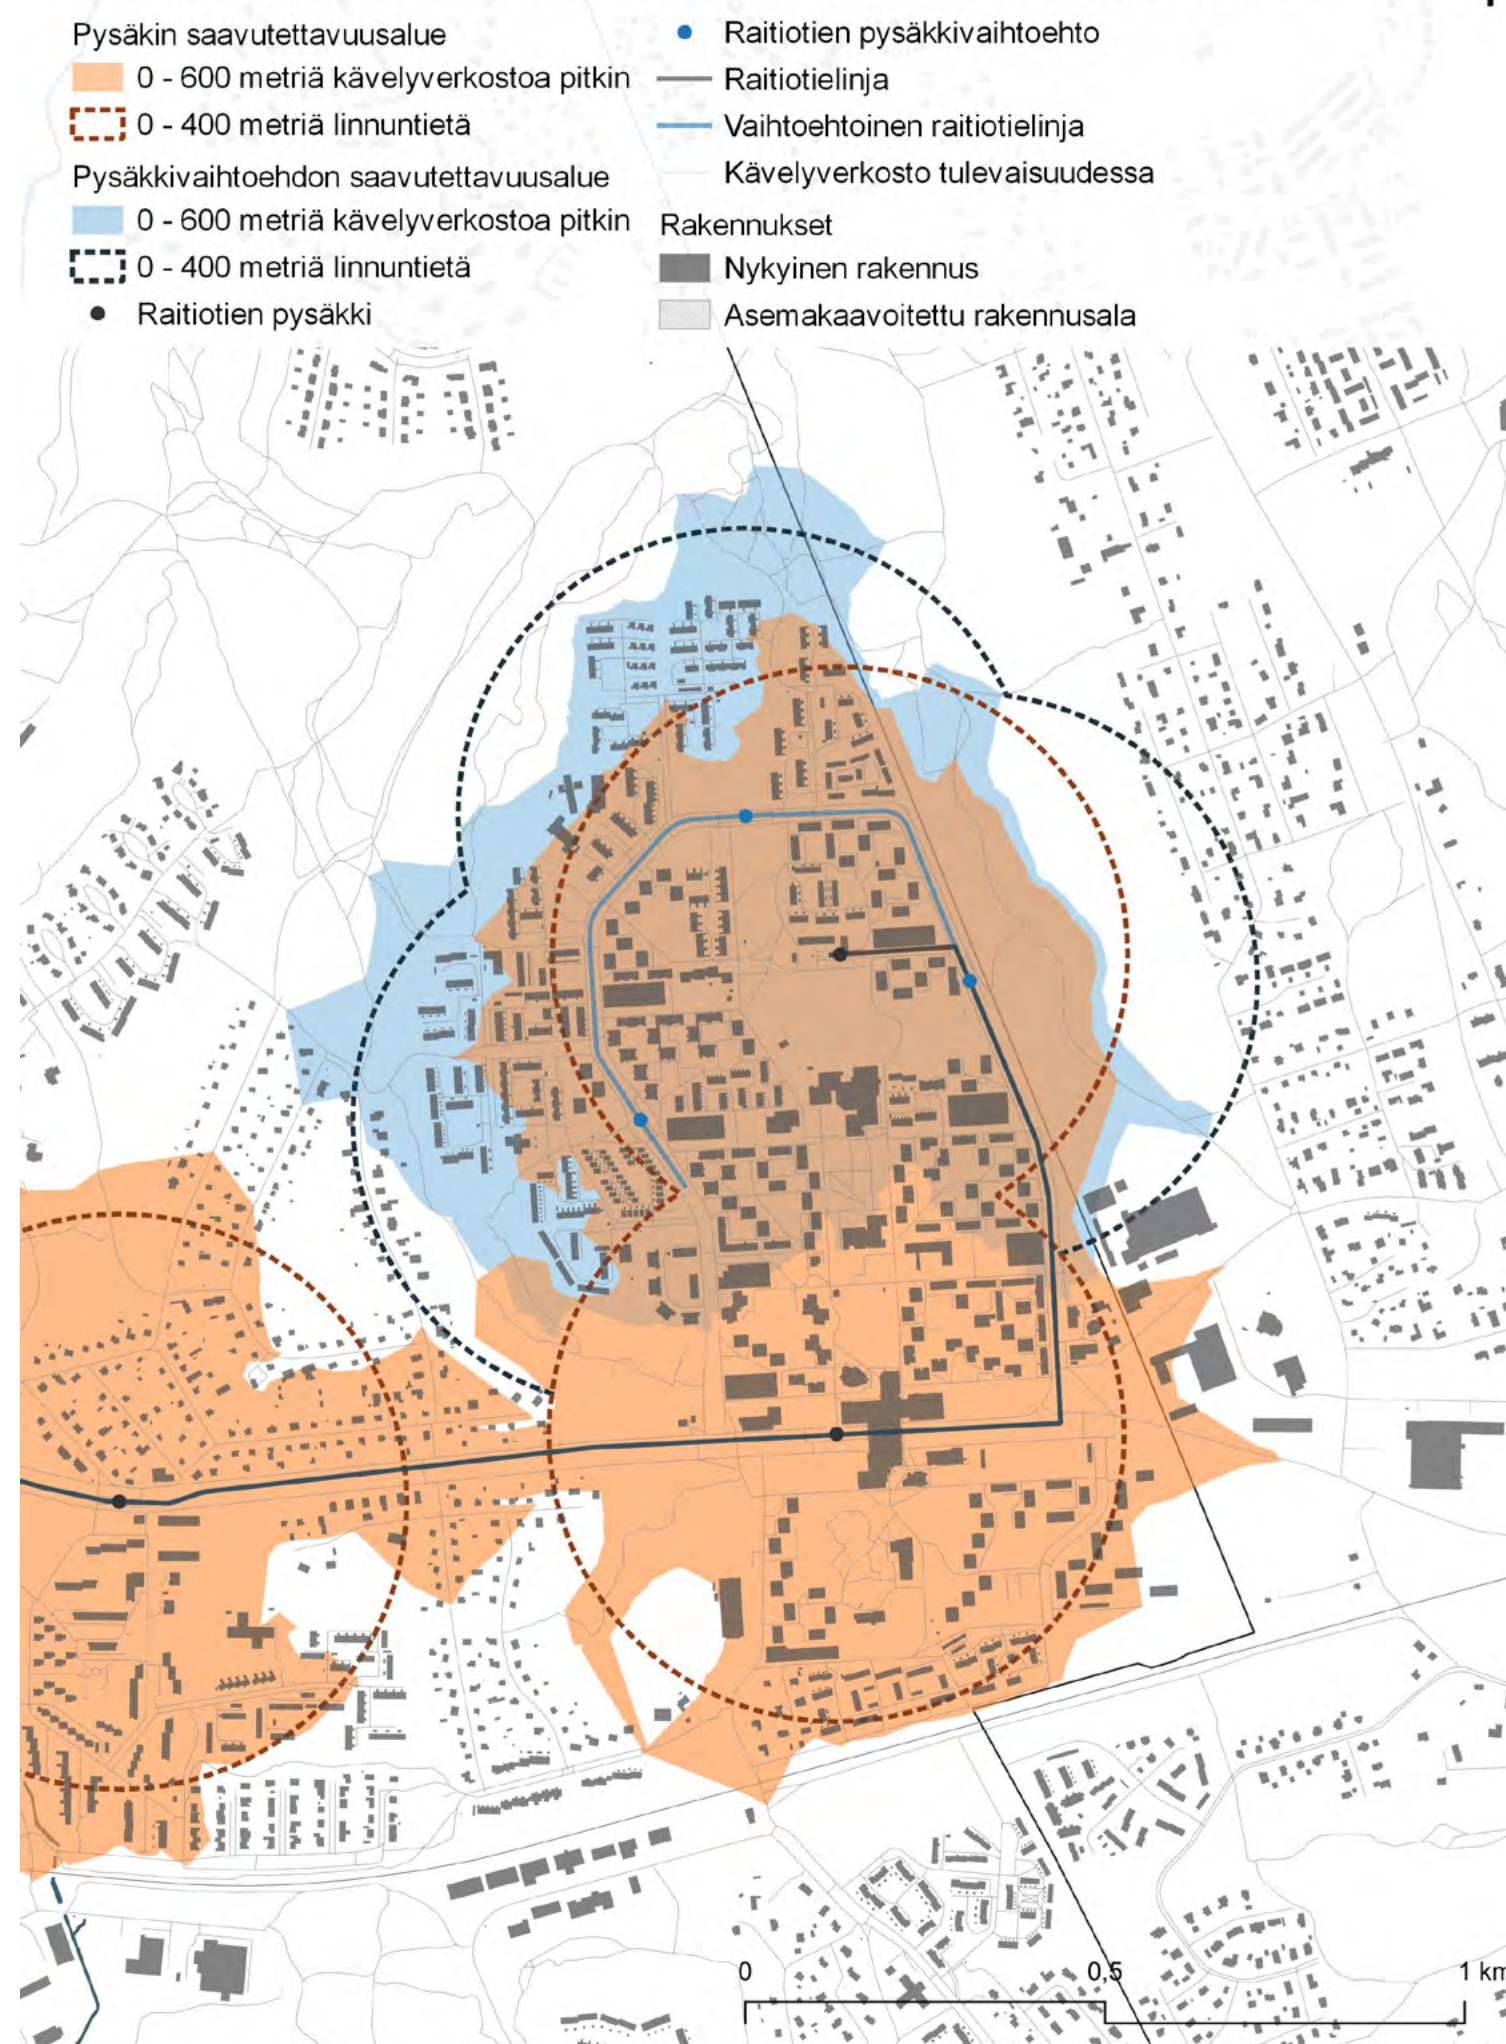 Pysäkin saavutettavuusalue
0 - 600 metriä kävelyverkostoa pitkin
0 - 400 metriä linnuntietä
Pysäkkivaihtoehdon saavutettavuusalue
0 - 600 metriä kävelyverkostoa pitkin
0 - 400 metriä linnuntietä
Raitiotien pysäkki
Raitiotien pysäkkivaihtoehto
Raitiotielinja
Vaihtoehtoinen raitiotielinja
Kävelyverkosto tulevaisuudessa
Rakennukset
Nykyinen rakennus
Asemakaavoitettu rakennusala
0
0,5
1 km